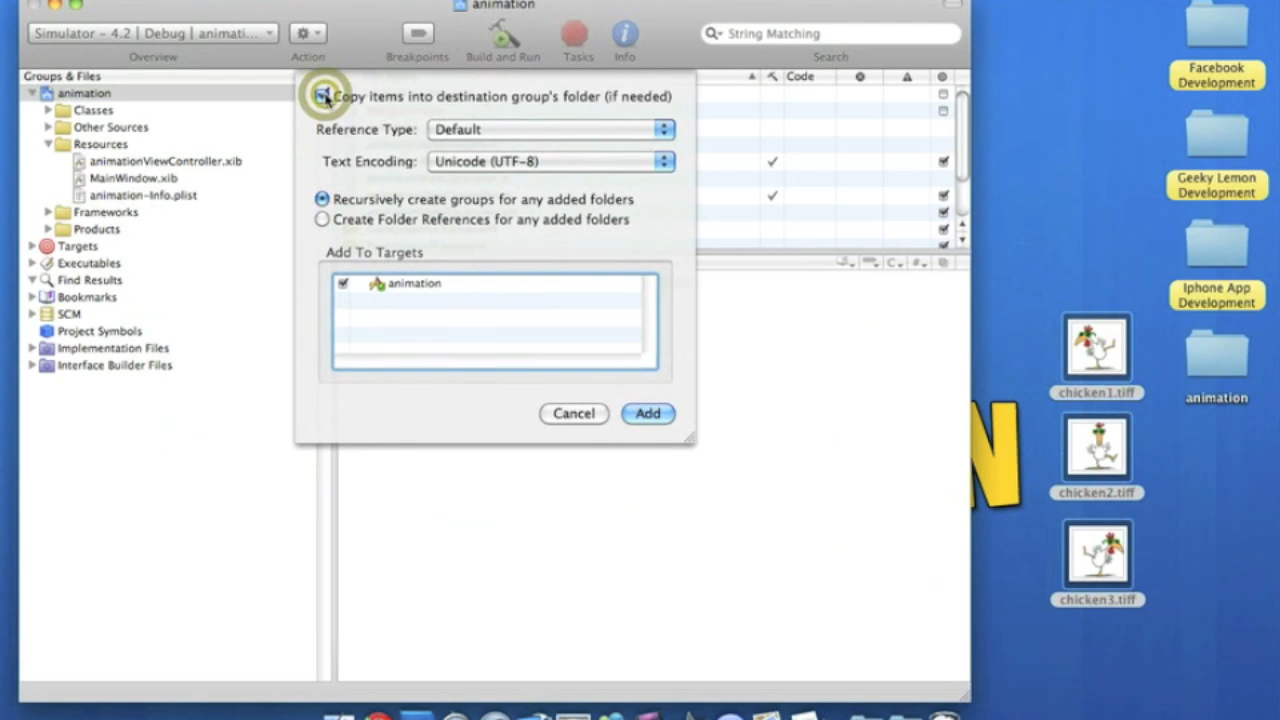 animation
Simulator – 4.2 | Debug | animati...
Overview
Action
Breakpoints
Build and Run
Tasks
Info
String Matching
Search
Groups & Files
animation
Classes
Other Sources
Resources
animationViewController.xib
MainWindow.xib
animation-Info.plist
Frameworks
Products
Targets
Executables
Find Results
Bookmarks
SCM
Project Symbols
Implementation Files
Interface Builder Files
Code
Copy items into destination group's folder (if needed)
Reference Type: Default
Text Encoding: Unicode (UTF-8)
Recursively create groups for any added folders
Create Folder References for any added folders
Add To Targets
animation
Cancel
Add
C
#
N
chicken1.tiff
chicken2.tiff
chicken3.tiff
Facebook
Development
Geeky Lemon
Development
Iphone App
Development
animation